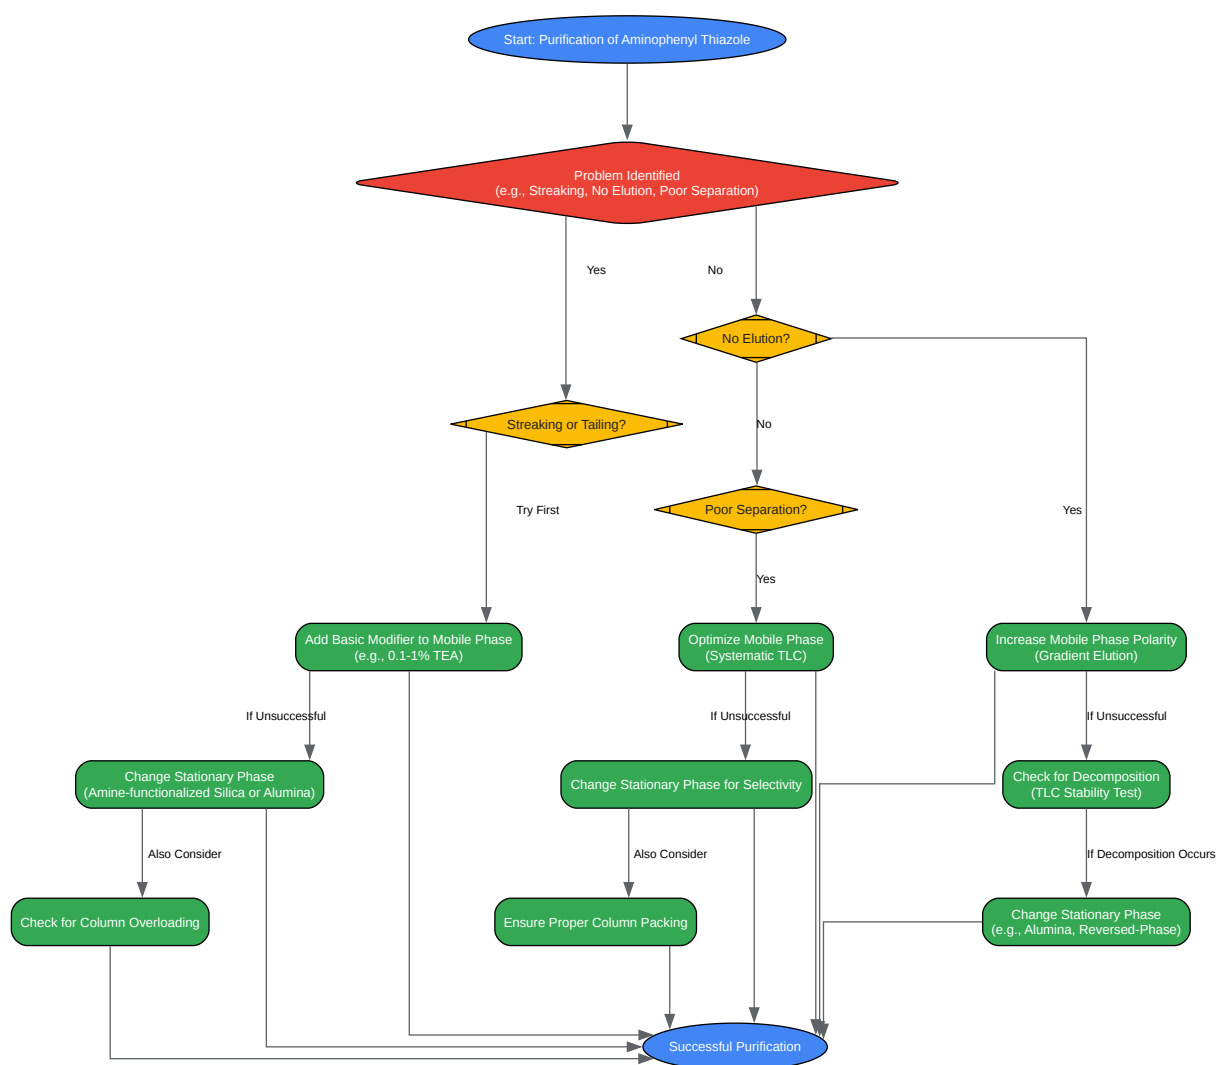 Start: Purification of Aminophenyl Thiazole
Problem Identified
(e.g., Streaking, No Elution, Poor Separation)
Yes
No
No Elution?
Streaking or Tailing?
No
Try First
Poor Separation?
Yes
Yes
Add Basic Modifier to Mobile Phase
(e.g., 0.1-1% TEA)
Optimize Mobile Phase
(Systematic TLC)
Increase Mobile Phase Polarity
(Gradient Elution)
If Unsuccessful
If Unsuccessful
If Unsuccessful
Change Stationary Phase
(Amine-functionalized Silica or Alumina)
Change Stationary Phase for Selectivity
Check for Decomposition
(TLC Stability Test)
Also Consider
Also Consider
If Decomposition Occurs
Check for Column Overloading
Ensure Proper Column Packing
Change Stationary Phase
(e.g., Alumina, Reversed-Phase)
Successful Purification